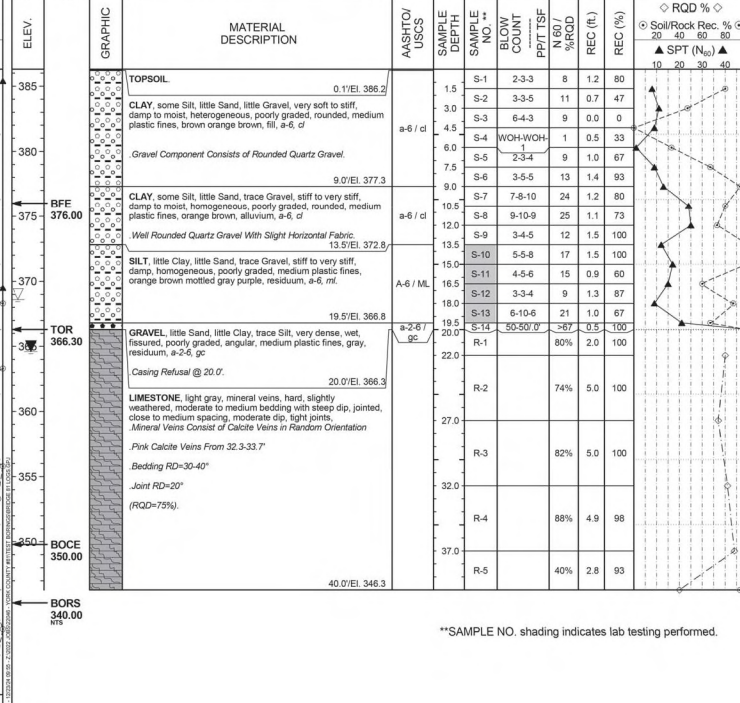 ELEV.
GRAPHIC
MATERIAL
DESCRIPTION
AASHTO/
USCS
SAMPLE
DEPTH
SAMPLE
NO. **
BLOW
COUNT
--------
PP/T TSF
N 60 /
%RQD
REC (ft.)
REC (%)
◇ RQD % ◇
Soil/Rock Rec. %
20 40 60 80
▲ SPT (N60) ▲
10 20 30 40
385
380
BFE
376.00
375
370
TOR
366.30
365
360
355
350
BOCE
350.00
BORS
340.00
NTS
TOPSOIL.
0.1'/El. 386.2
CLAY, some Silt, little Sand, little Gravel, very soft to stiff,
damp to moist, heterogeneous, poorly graded, rounded, medium
plastic fines, brown orange brown, fill, a-6, cl
.Gravel Component Consists of Rounded Quartz Gravel.
9.0'/El. 377.3
a-6 / cl
CLAY, some Silt, little Sand, trace Gravel, stiff to very stiff,
damp to moist, homogeneous, poorly graded, rounded, medium
plastic fines, orange brown, alluvium, a-6, cl
.Well Rounded Quartz Gravel With Slight Horizontal Fabric.
13.5'/El. 372.8
a-6 / cl
SILT, little Clay, little Sand, trace Gravel, stiff to very stiff,
damp, homogeneous, poorly graded, medium plastic fines,
orange brown mottled gray purple, residuum, a-6, ml.
19.5'/El. 366.8
A-6 / ML
GRAVEL, little Sand, little Clay, trace Silt, very dense, wet,
fissured, poorly graded, angular, medium plastic fines, gray,
residuum, a-2-6, gc
.Casing Refusal @ 20.0'.
20.0'/El. 366.3
a-2-6 /
gc
LIMESTONE, light gray, mineral veins, hard, slightly
weathered, moderate to medium bedding with steep dip, jointed,
close to medium spacing, moderate dip, tight joints,
.Mineral Veins Consist of Calcite Veins in Random Orientation
.Pink Calcite Veins From 32.3-33.7'
.Bedding RD=30-40°
.Joint RD=20°
(RQD=75%).
40.0'/El. 346.3
S-1 2-3-3 8 1.2 80
1.5
S-2 3-3-5 11 0.7 47
3.0
S-3 6-4-3 9 0.0 0
4.5
S-4 WOH-WOH-
1 1 0.5 33
6.0
S-5 2-3-4 9 1.0 67
7.5
S-6 3-5-5 13 1.4 93
9.0
S-7 7-8-10 24 1.2 80
10.5
S-8 9-10-9 25 1.1 73
12.0
S-9 3-4-5 12 1.5 100
13.5
S-10 5-5-8 17 1.5 100
15.0
S-11 4-5-6 15 0.9 60
16.5
S-12 3-3-4 9 1.3 87
18.0
S-13 6-10-6 21 1.0 67
19.5
S-14 50-50/.0' >67 0.5 100
20.0
R-1 80% 2.0 100
22.0
R-2 74% 5.0 100
27.0
R-3 82% 5.0 100
32.0
R-4 88% 4.9 98
37.0
R-5 40% 2.8 93
**SAMPLE NO. shading indicates lab testing performed.